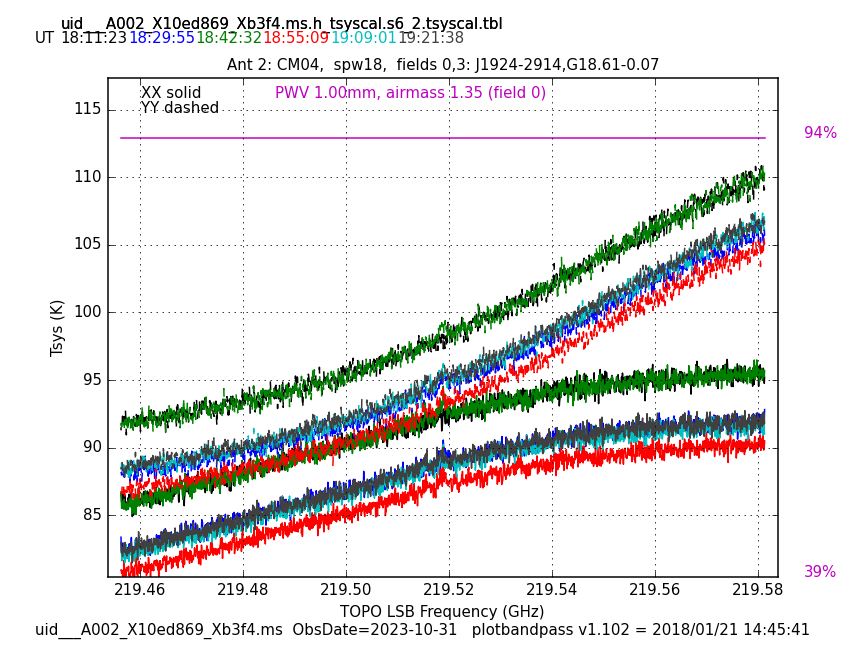 uid___A002_X10ed869_Xb3f4.ms.h_tsyscal.s6_2.tsyscal.tbl
UT 18:11:23 18:29:55 18:42:32 18:55:09 19:09:01 19:21:38
Ant 2: CM04,  spw18,  fields 0,3: J1924-2914,G18.61-0.07
XX solid
PWV 1.00mm, airmass 1.35 (field 0)
YY dashed
115
94%
110
105
100
95
90
85
Tsys (K)
39%
219.46 219.48 219.50 219.52 219.54 219.56 219.58
TOPO LSB Frequency (GHz)
uid___A002_X10ed869_Xb3f4.ms  ObsDate=2023-10-31   plotbandpass v1.102 = 2018/01/21 14:45:41